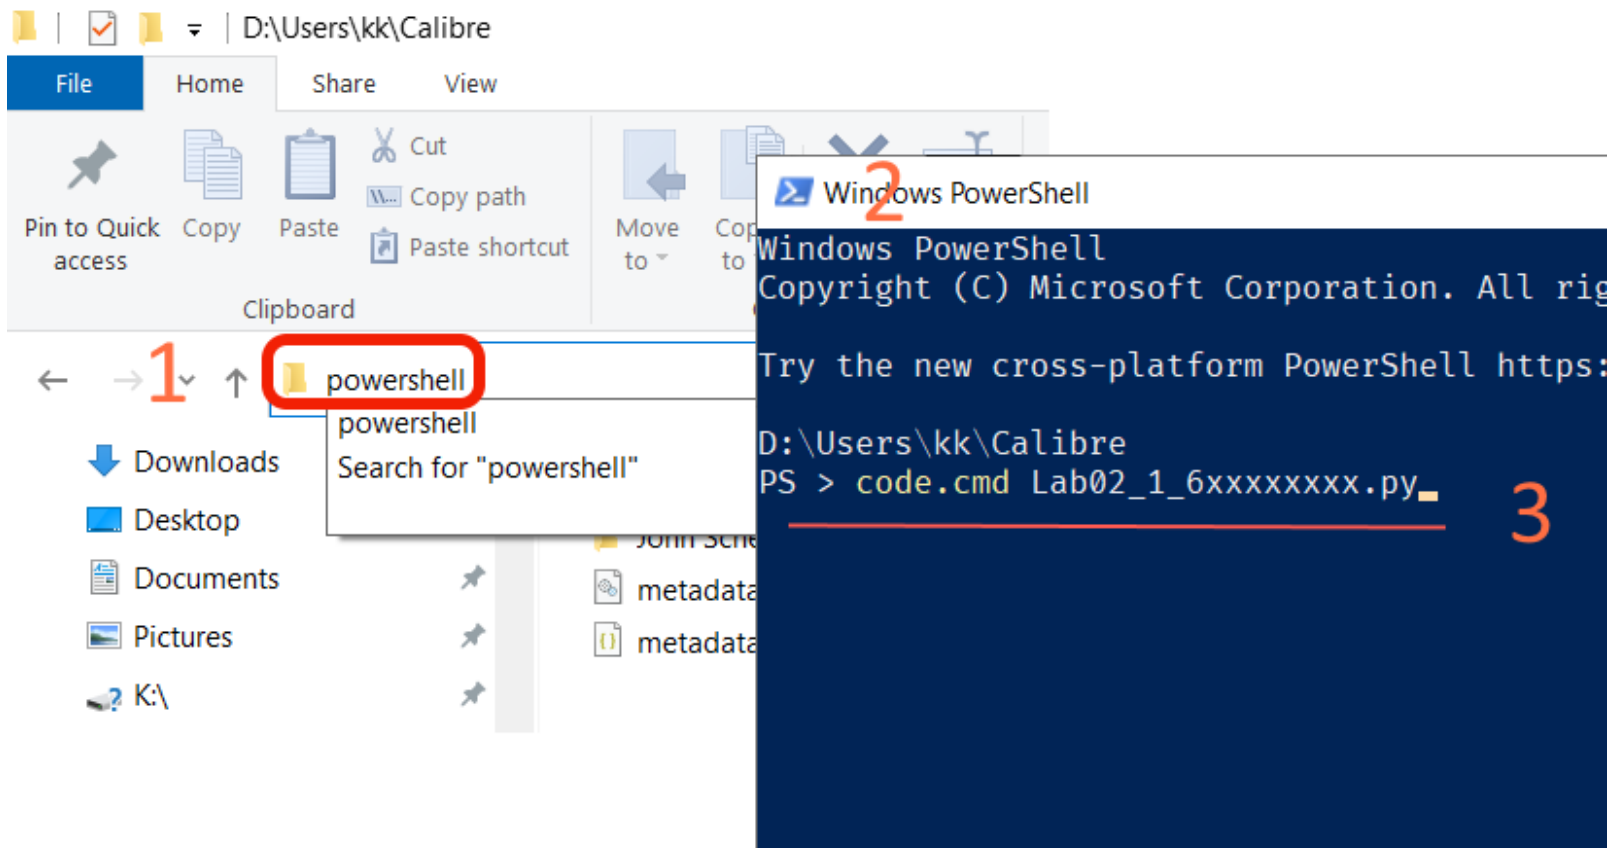 D:\Users\kk\Calibre
File Home Share View
Cut
Copy path
Paste shortcut
Pin to Quick access
Copy
Paste
Move to
to
Clipboard
1
powershell
powershell
Search for "powershell"
Downloads
Desktop
Documents
Pictures
K:\
John
metadata
metadata
2
Windows PowerShell
Windows PowerShell
Copyright (C) Microsoft Corporation. All
Try the new cross-platform PowerShell https:
D:\Users\kk\Calibre
PS > code.cmd Lab02_1_6xxxxxxxx.py
3